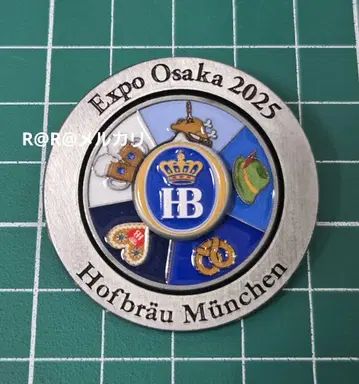 Expo Osaka 2025
R@R@メルカリ
HB
Hofbräu München